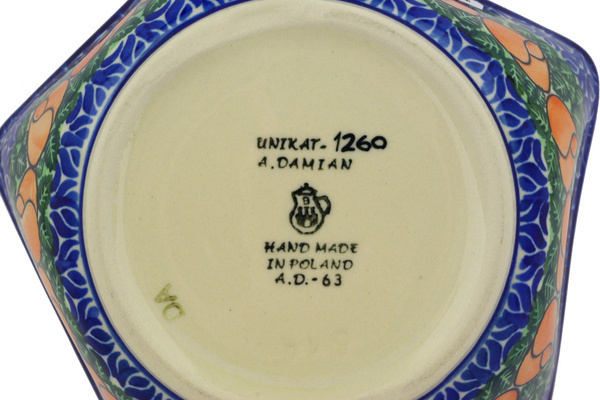 UNIKAT- 1260
A.DAMIAN
B
HAND MADE
IN POLAND
A.D.-63